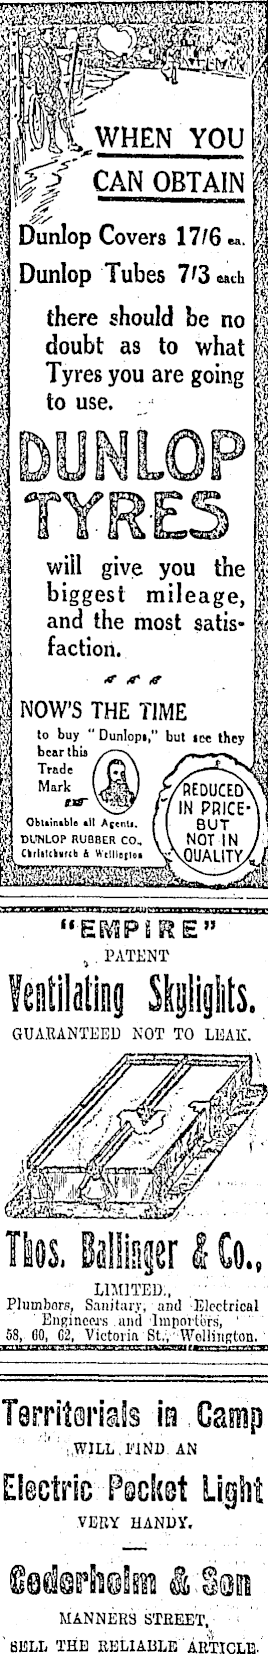 WHEN YOU
CAN OBTAIN
Dunlop Covers 17/6 ea.
Dunlop Tubes 7/3 each
there should be no
doubt as to what
Tyres you are going
to use.
DUNLOP
TYRES
will give you the
biggest mileage,
and the most satis-
faction.
NOW'S THE TIME
to buy "Dunlops," but see they
bear this
Trade
Mark
Obtainable all Agents.
DUNLOP RUBBER CO.,
Christchurch & Wellington
REDUCED
IN PRICE-
BUT
NOT IN
QUALITY
"EMPIRE"
PATENT
Ventilating Skylights.
GUARANTEED NOT TO LEAK.
Thos. Ballinger & Co.,
LIMITED.,
Plumbers, Sanitary, and Electrical
Engineers and Importers,
58, 60, 62, Victoria St., Wellington.
Territorials in Camp
WILL FIND AN
Electric Pocket Light
VERY HANDY.
Cederholm & Son
MANNERS STREET,
SELL THE RELIABLE ARTICLE.